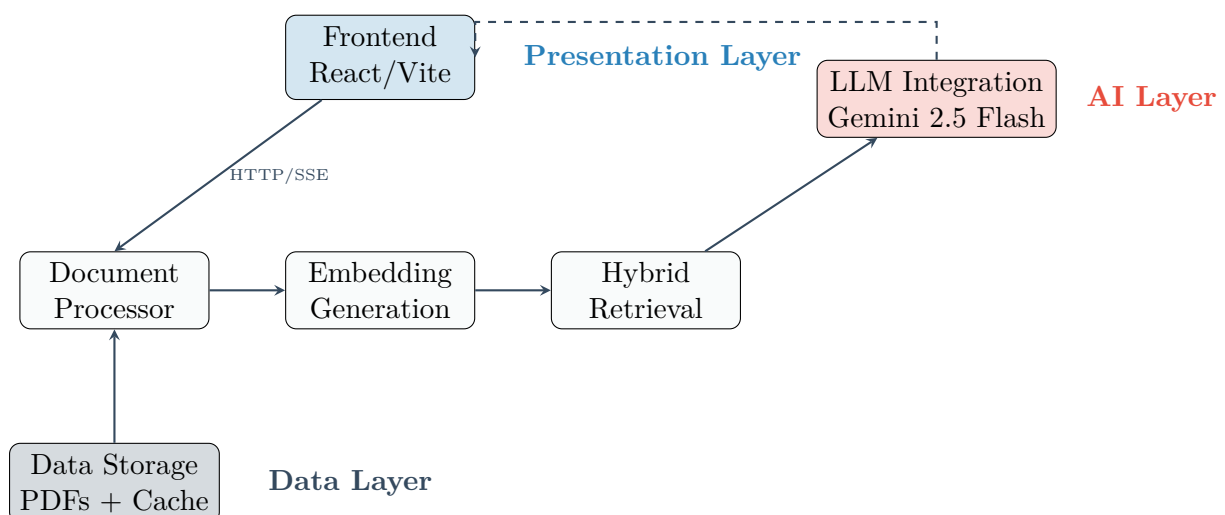 Frontend
React/Vite
Presentation Layer
LLM Integration
Gemini 2.5 Flash
AI Layer
HTTP/SSE
Document
Processor
Embedding
Generation
Hybrid
Retrieval
Data Storage
PDFs + Cache
Data Layer